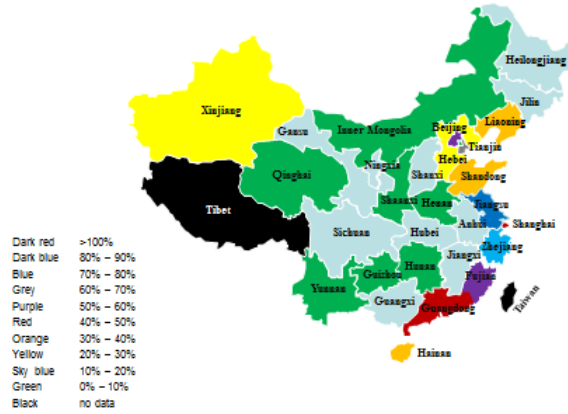 Heilongjiang
Jilin
Liaoning
Xinjiang
Gansu
Inner Mongolia
Beijing
Tianjin
Hebei
Ningxia
Shanxi
Shandong
Qinghai
Shaanxi
Henan
Jiangsu
Tibet
Sichuan
Hubei
Anhui
Shanghai
Zhejiang
Jiangxi
Hunan
Guizhou
Fujian
Yunnan
Guangxi
Guangdong
Taiwan
Hainan
Dark red >100%
Dark blue 80% – 90%
Blue 70% – 80%
Grey 60% – 70%
Purple 50% – 60%
Red 40% – 50%
Orange 30% – 40%
Yellow 20% – 30%
Sky blue 10% – 20%
Green 0% – 10%
Black no data